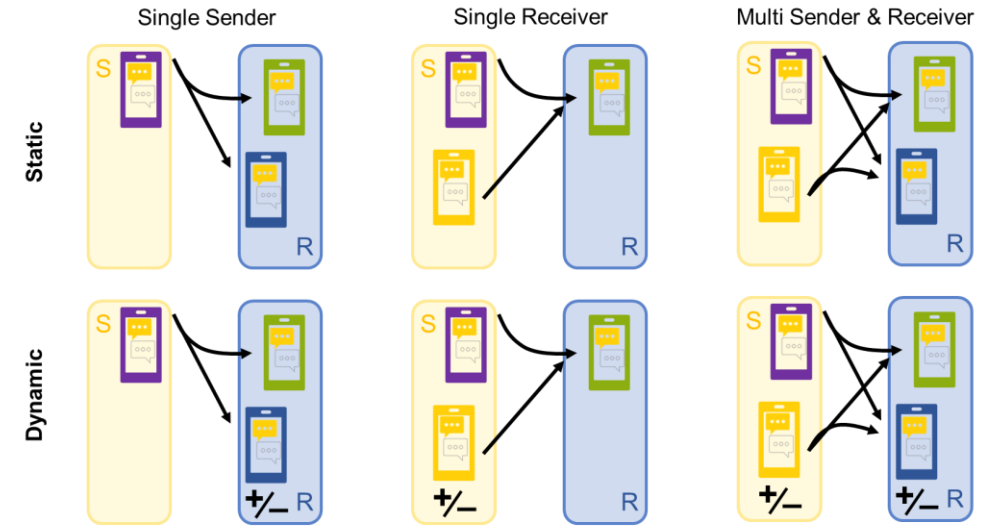 Single Sender
Single Receiver
Multi Sender & Receiver
Static
S
R
S
R
S
R
Dynamic
S
+/− R
S
+/−
R
S
+/−
+/− R